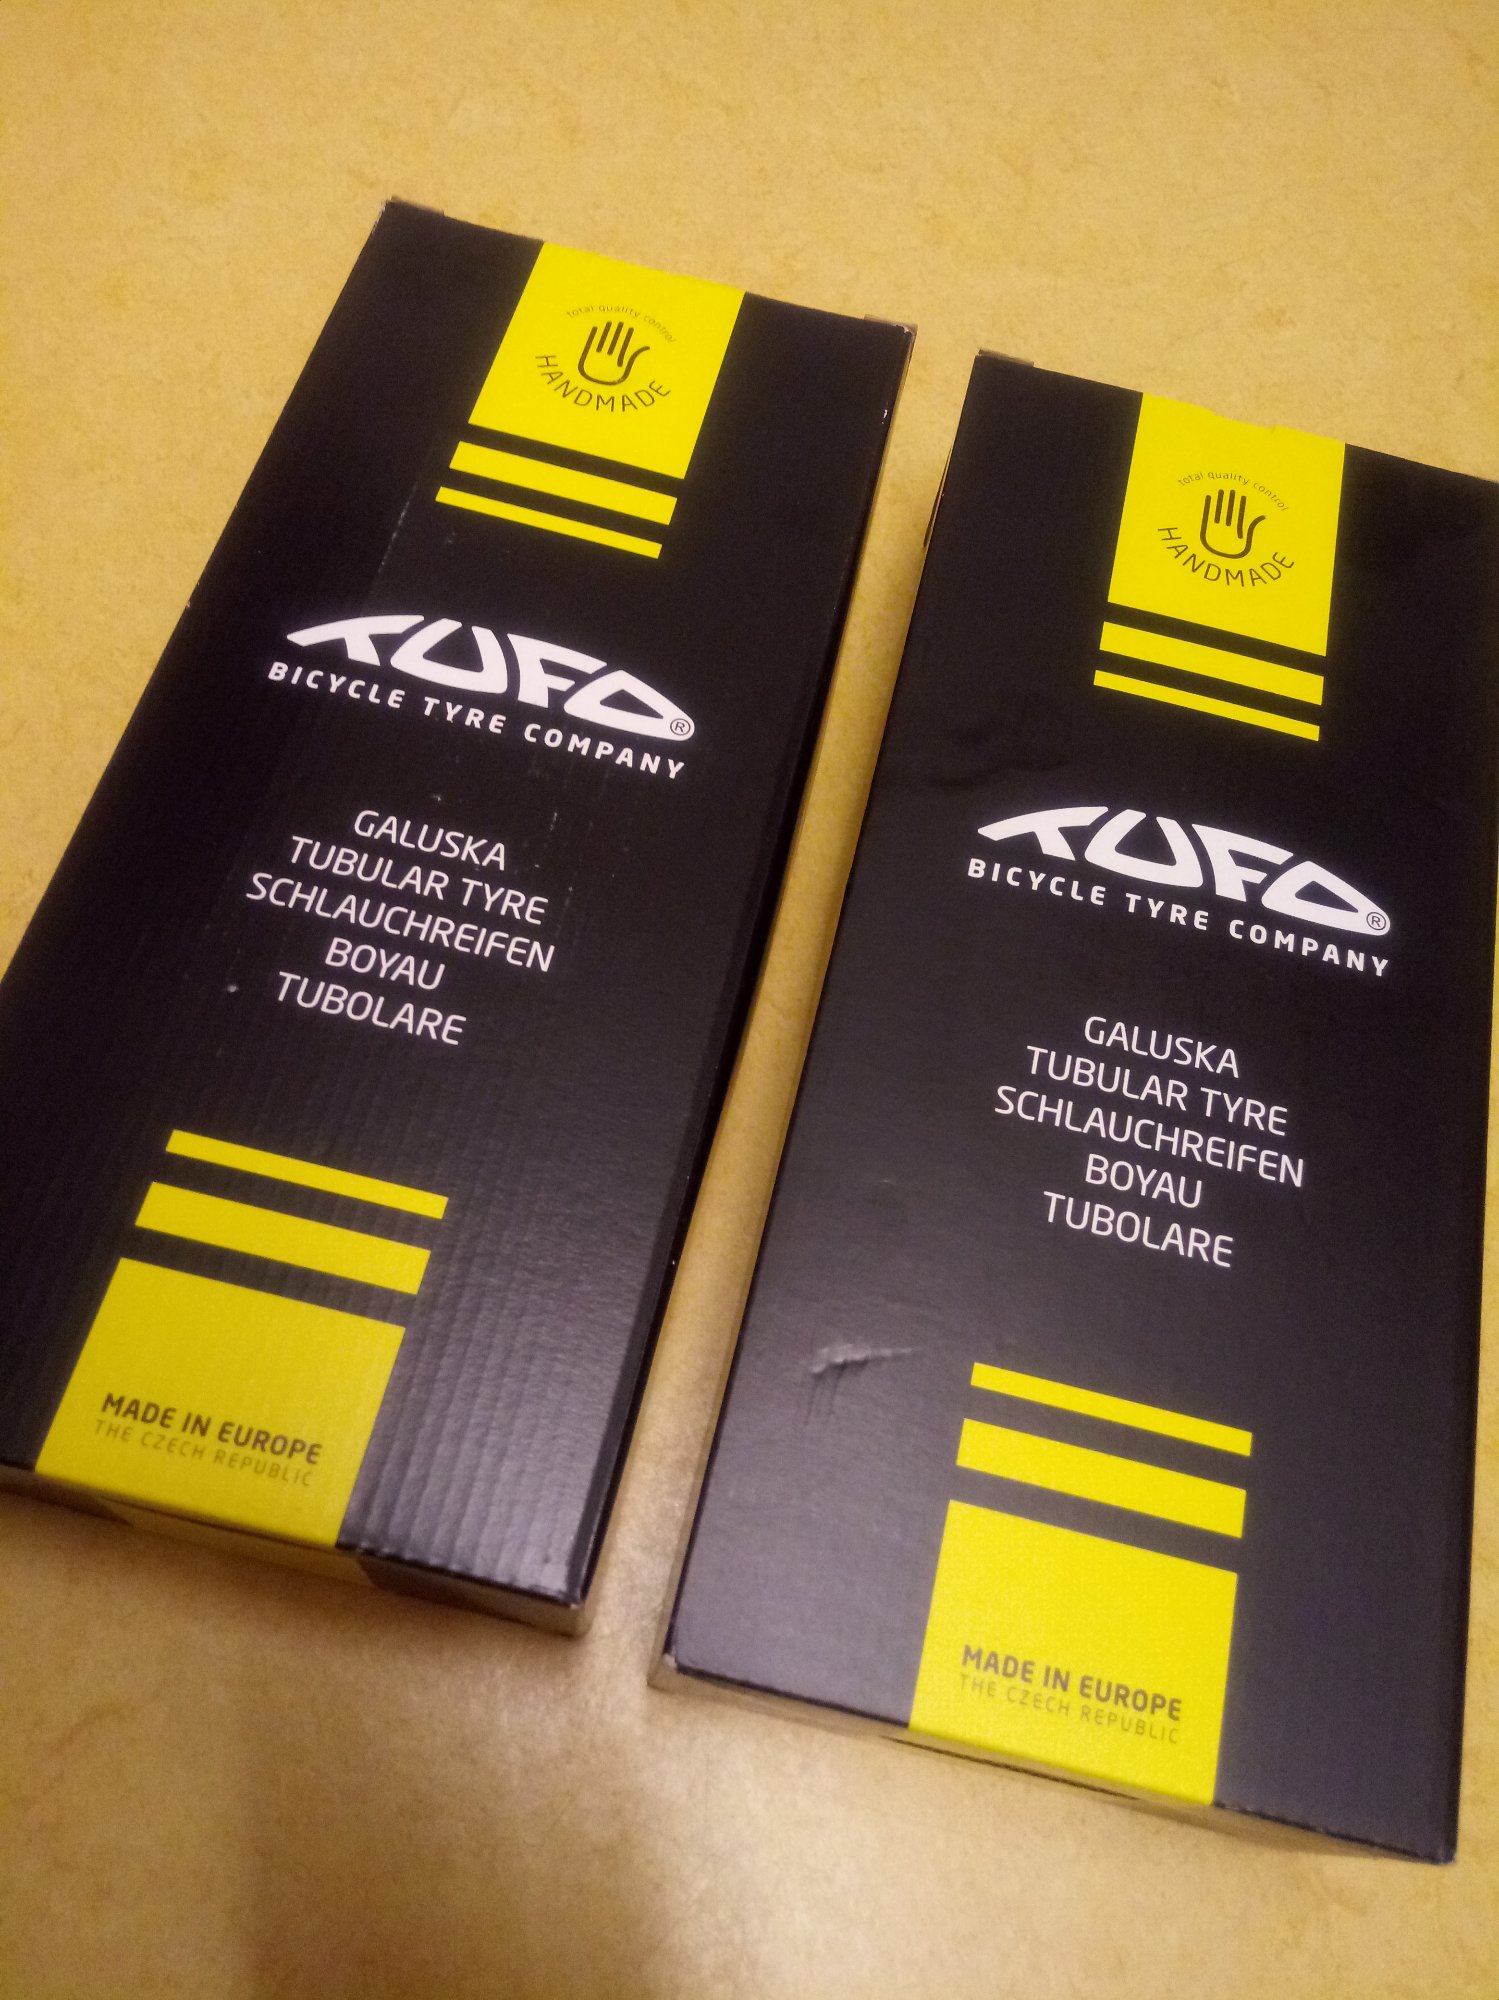 total quality control
HANDMADE
TUFO®
BICYCLE TYRE COMPANY
GALUSKA
TUBULAR TYRE
SCHLAUCHREIFEN
BOYAU
TUBOLARE
MADE IN EUROPE
THE CZECH REPUBLIC
total quality control
HANDMADE
TUFO®
BICYCLE TYRE COMPANY
GALUSKA
TUBULAR TYRE
SCHLAUCHREIFEN
BOYAU
TUBOLARE
MADE IN EUROPE
THE CZECH REPUBLIC